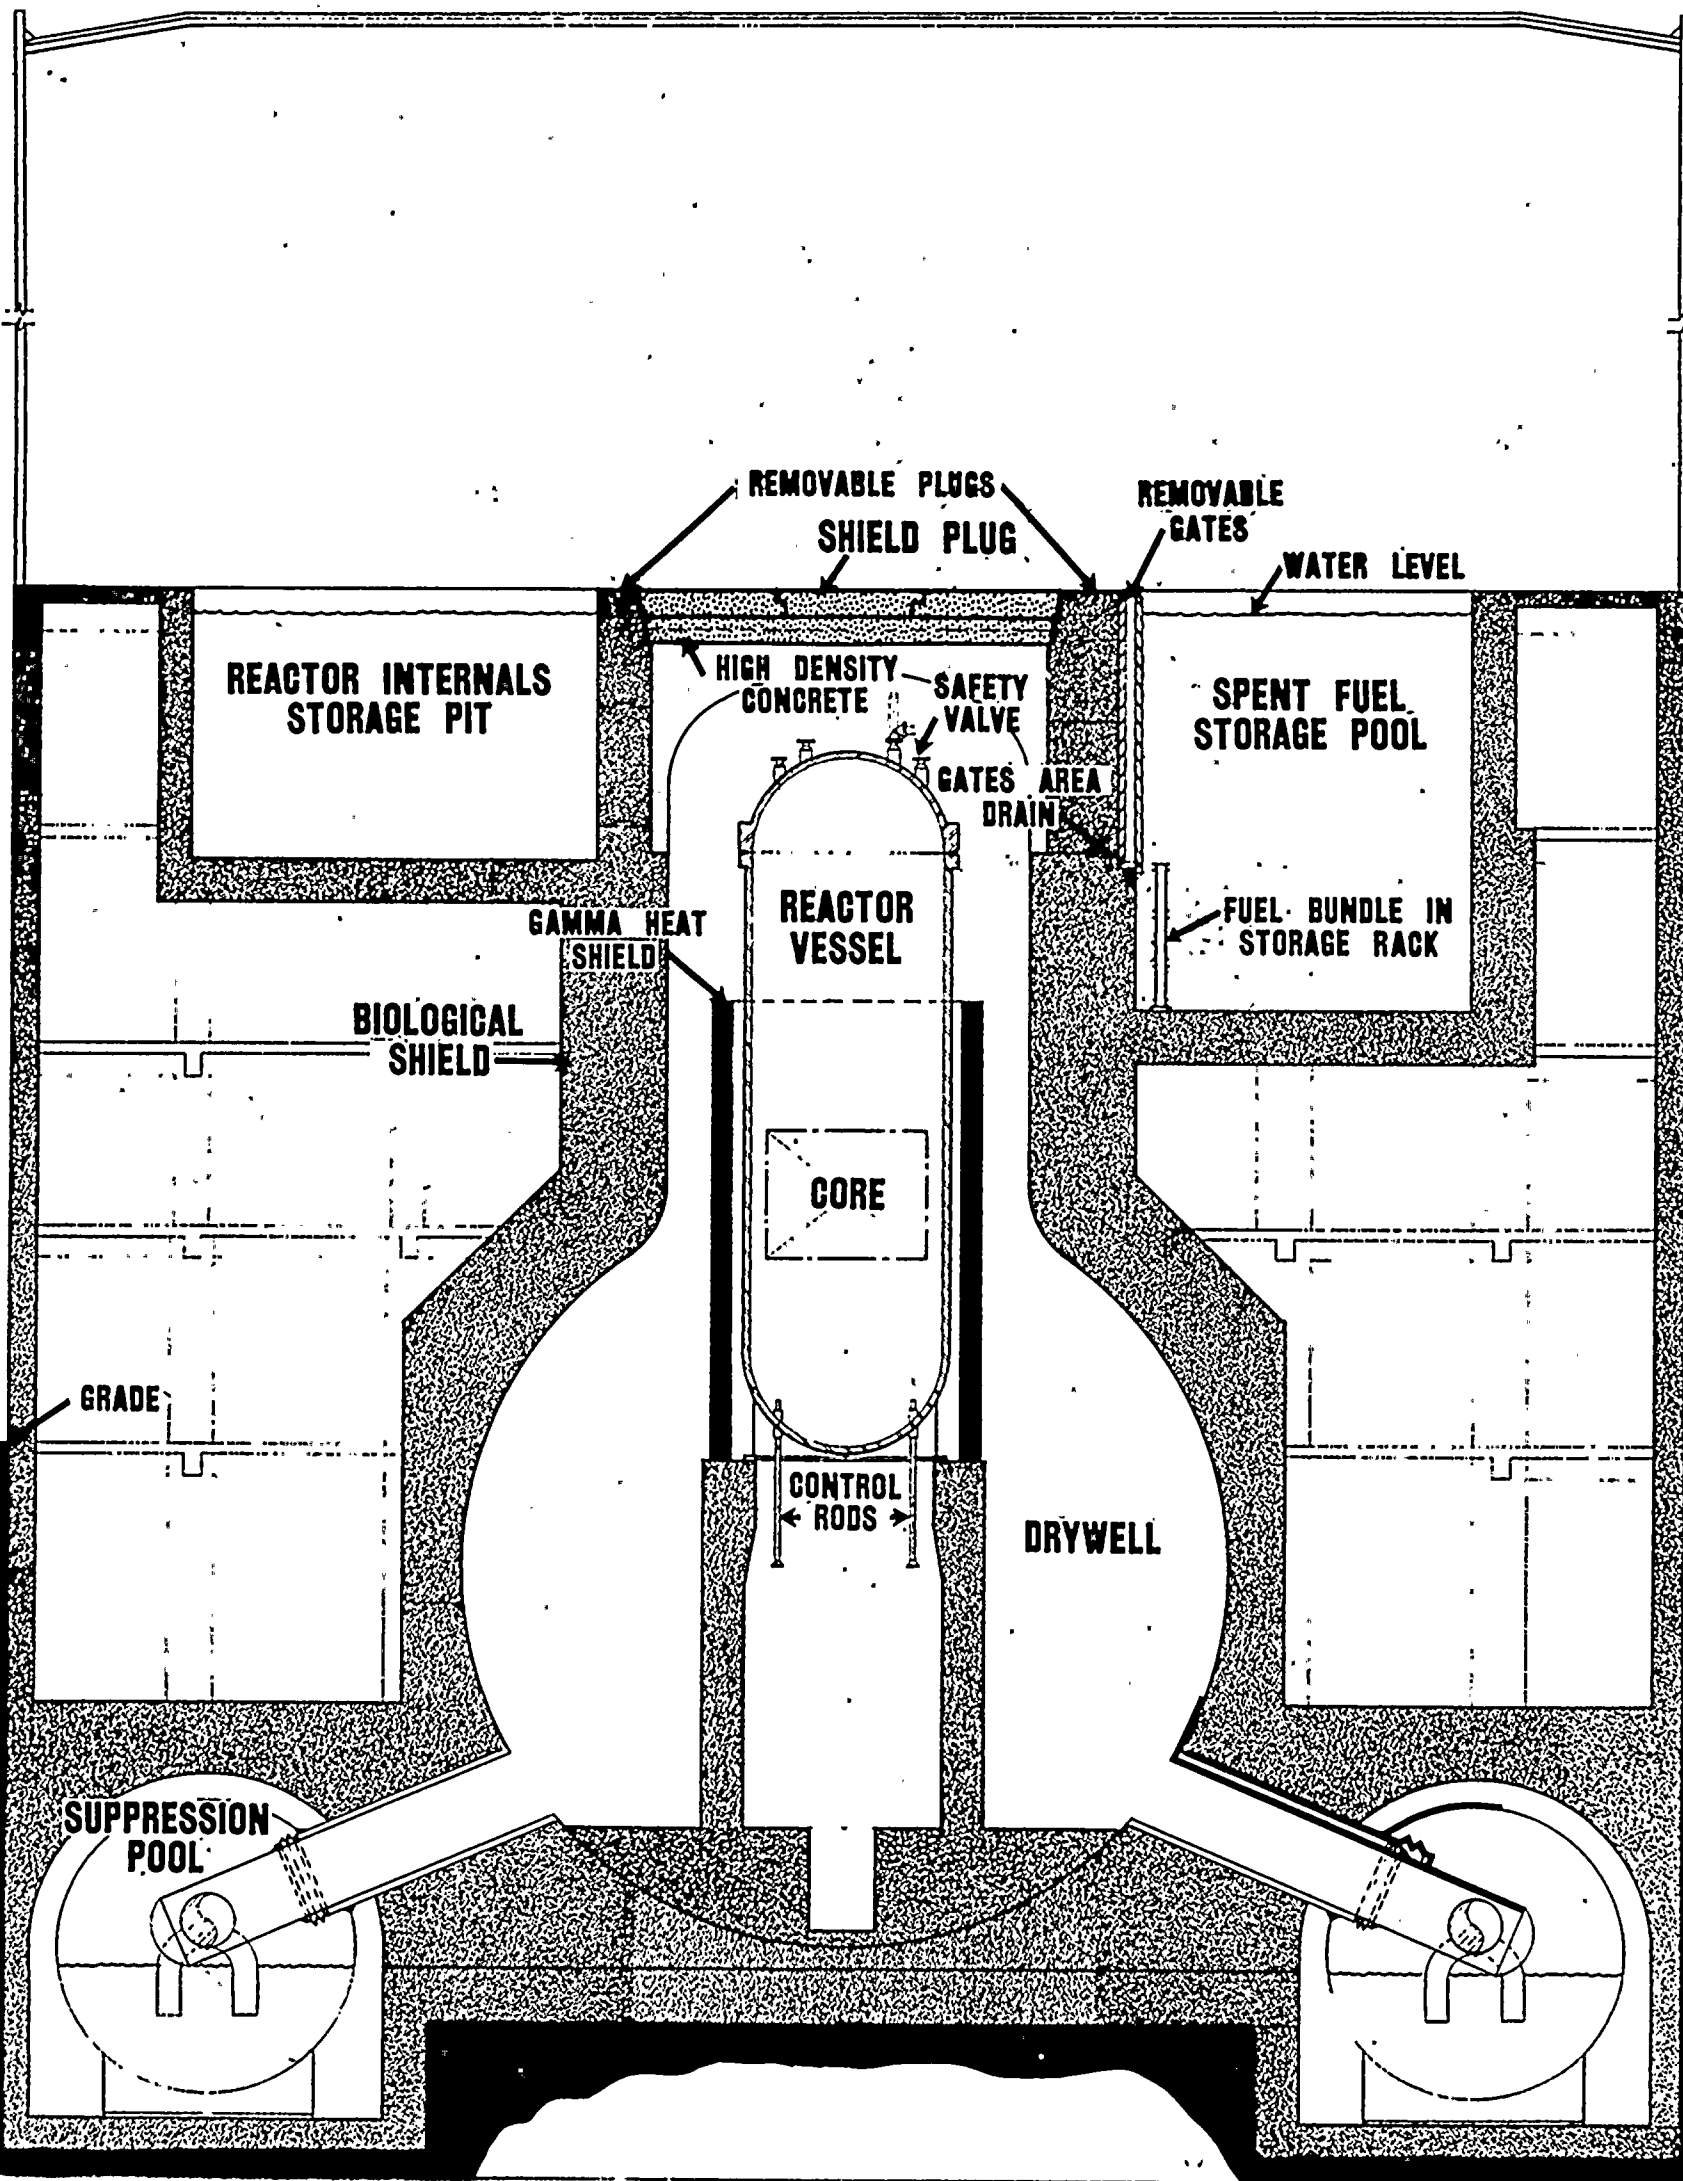 REMOVABLE PLUGS
SHIELD PLUG
REMOVABLE
GATES
WATER LEVEL
REACTOR INTERNALS
STORAGE PIT
HIGH DENSITY
CONCRETE
SAFETY
VALVE
SPENT FUEL
STORAGE POOL
GATES AREA
DRAIN
REACTOR
VESSEL
GAMMA HEAT
SHIELD
FUEL BUNDLE IN
STORAGE RACK
BIOLOGICAL
SHIELD
CORE
GRADE
CONTROL
RODS
DRYWELL
SUPPRESSION
POOL